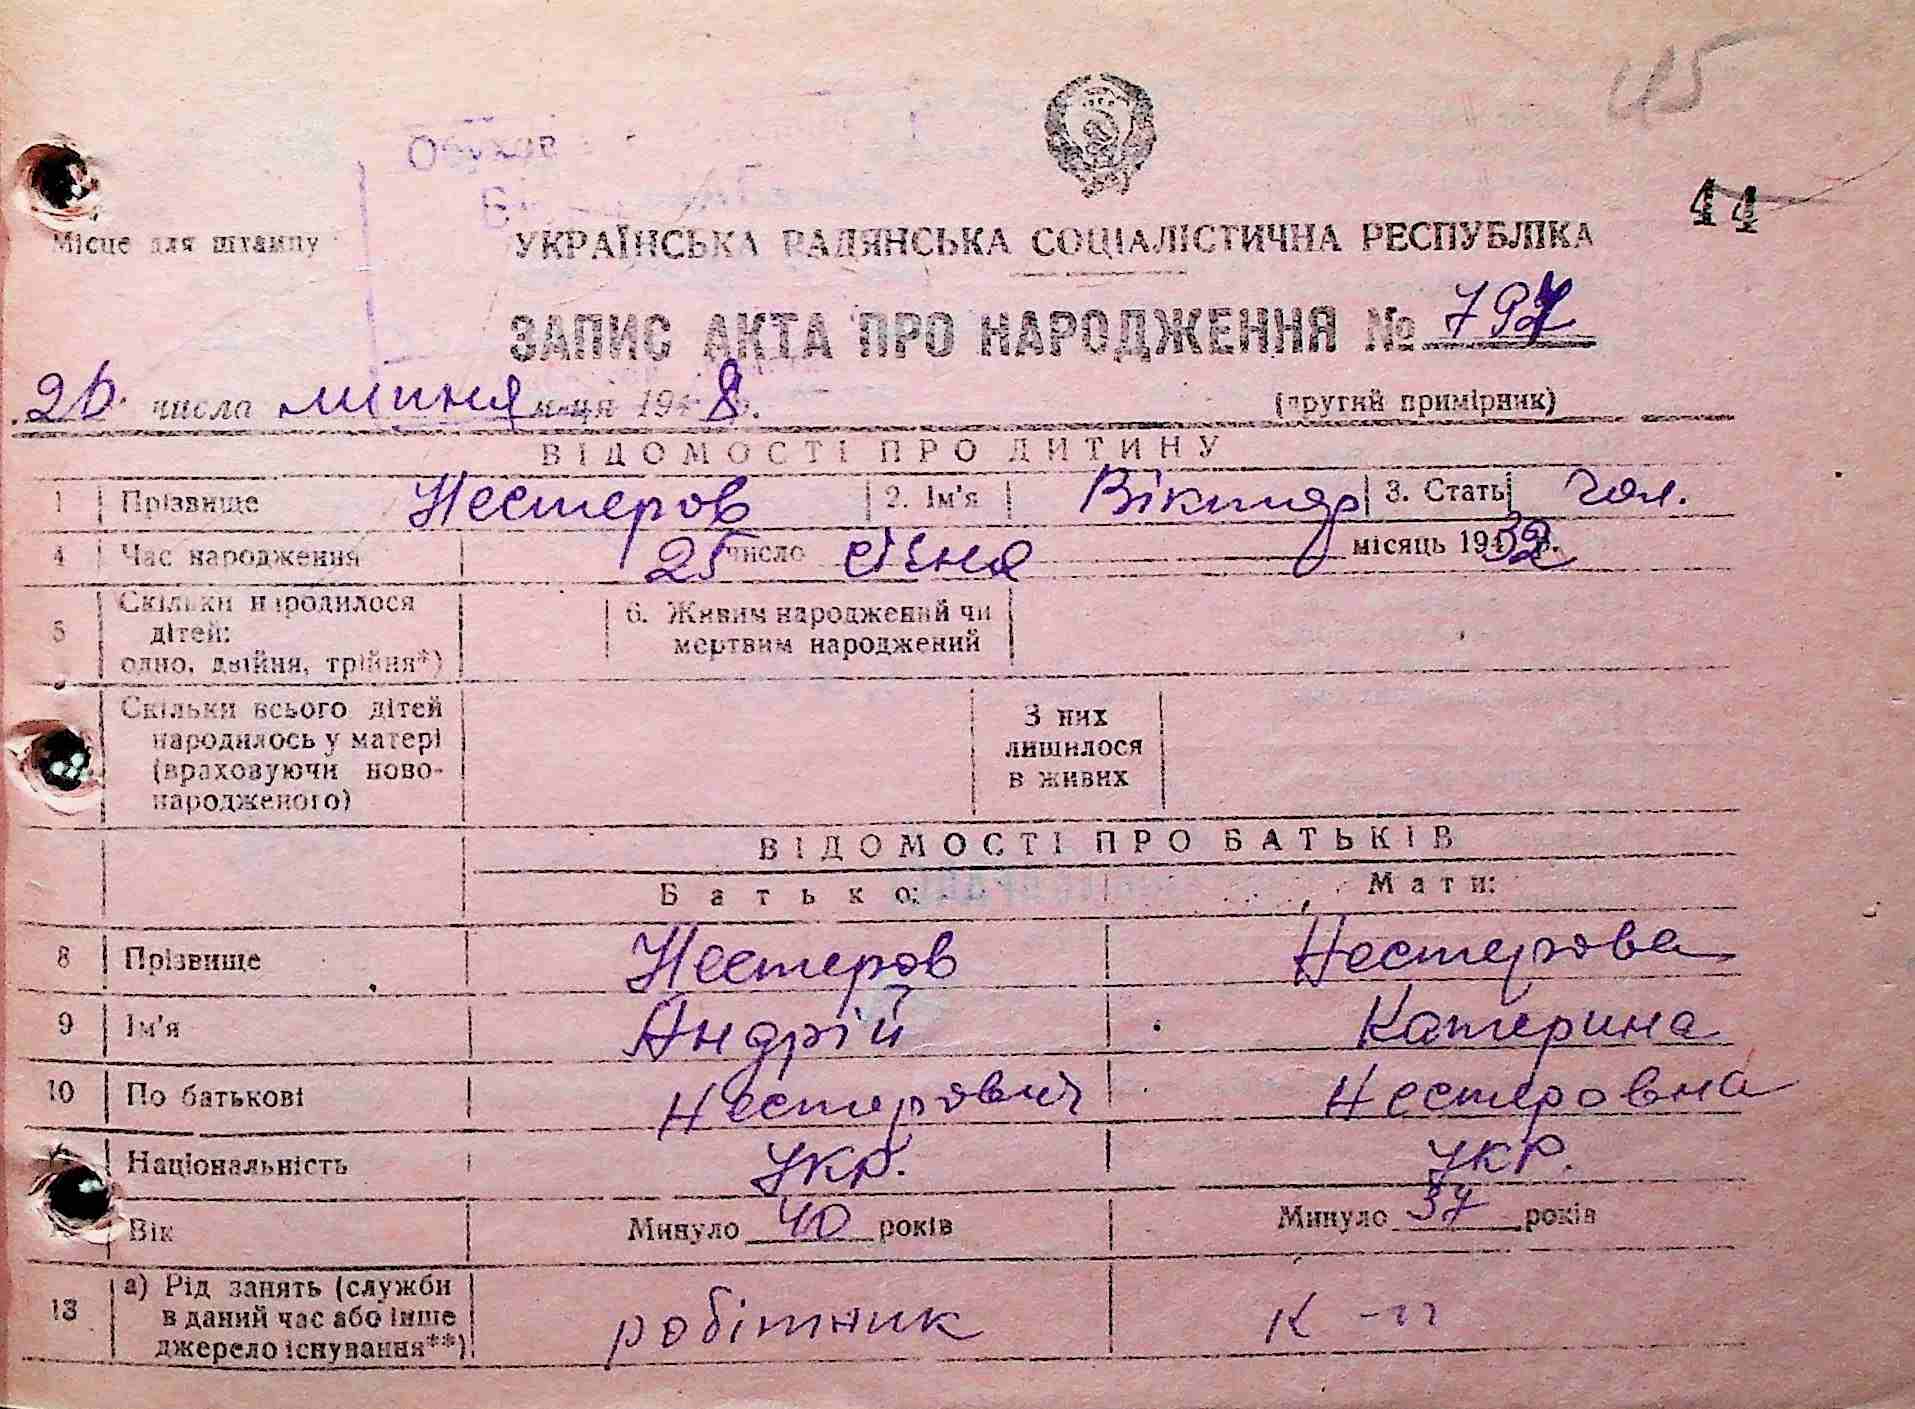 45
44
Обухов
Місце для штампу
УКРАЇНСЬКА РАДЯНСЬКА СОЦІАЛІСТИЧНА РЕСПУБЛІКА
ЗАПИС АКТА ПРО НАРОДЖЕННЯ № 797
26 числа липня м-ця 1948 р.
(другий примірник)
ВІДОМОСТІ ПРО ДИТИНУ
1 Прізвище Нестеров 2. Ім'я Віктор 3. Стать чол.
4 Час народження 25 число січня місяць 1932 р.
5 Скільки народилося дітей: одно, двійня, трійня*) 6. Живим народжений чи мертвим народжений
Скільки всього дітей народилось у матері (враховуючи новонародженого) З них лишилося в живих
ВІДОМОСТІ ПРО БАТЬКІВ
Батько: Мати:
8 Прізвище Нестеров Нестерова
9 Ім'я Андрій Катерина
10 По батькові Нестерович Нестеровна
Національність укр. укр.
Вік Минуло 40 років Минуло 37 років
13 а) Рід занять (служби в даний час або інше джерело існування**) робітник к-п